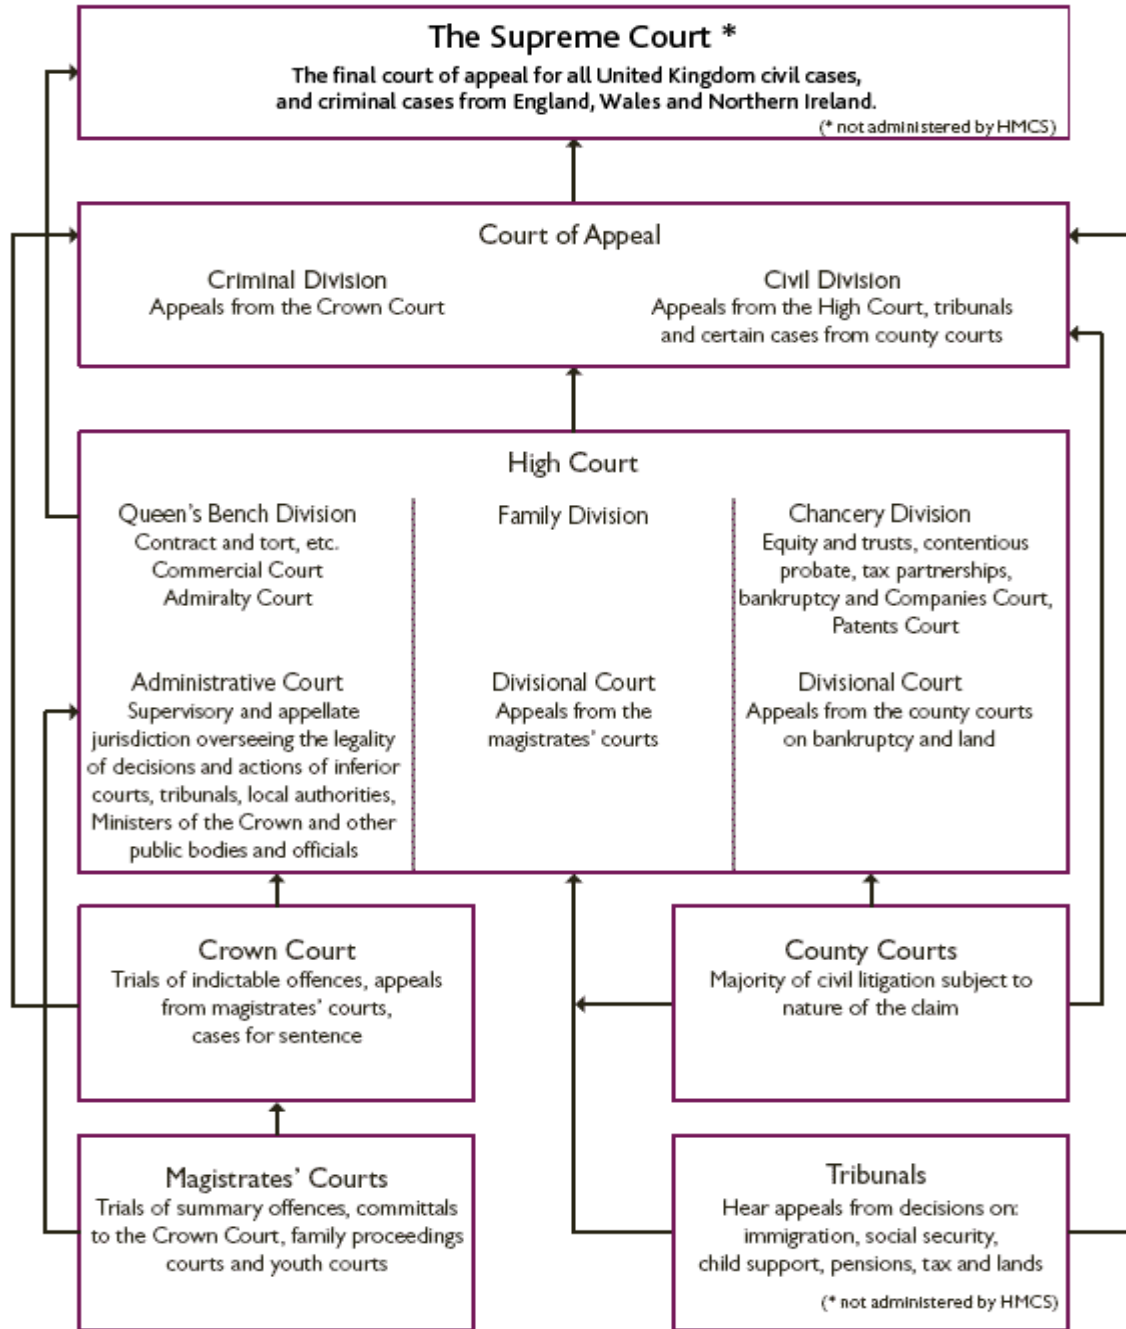 The Supreme Court *
The final court of appeal for all United Kingdom civil cases,
and criminal cases from England, Wales and Northern Ireland.
(* not administered by HMCS)
Court of Appeal
Criminal Division
Appeals from the Crown Court
Civil Division
Appeals from the High Court, tribunals
and certain cases from county courts
High Court
Queen's Bench Division
Contract and tort, etc.
Commercial Court
Admiralty Court
Family Division
Chancery Division
Equity and trusts, contentious
probate, tax partnerships,
bankruptcy and Companies Court,
Patents Court
Administrative Court
Supervisory and appellate
jurisdiction overseeing the legality
of decisions and actions of inferior
courts, tribunals, local authorities,
Ministers of the Crown and other
public bodies and officials
Divisional Court
Appeals from the
magistrates' courts
Divisional Court
Appeals from the county courts
on bankruptcy and land
Crown Court
Trials of indictable offences, appeals
from magistrates' courts,
cases for sentence
County Courts
Majority of civil litigation subject to
nature of the claim
Magistrates' Courts
Trials of summary offences, committals
to the Crown Court, family proceedings
courts and youth courts
Tribunals
Hear appeals from decisions on:
immigration, social security,
child support, pensions, tax and lands
(* not administered by HMCS)